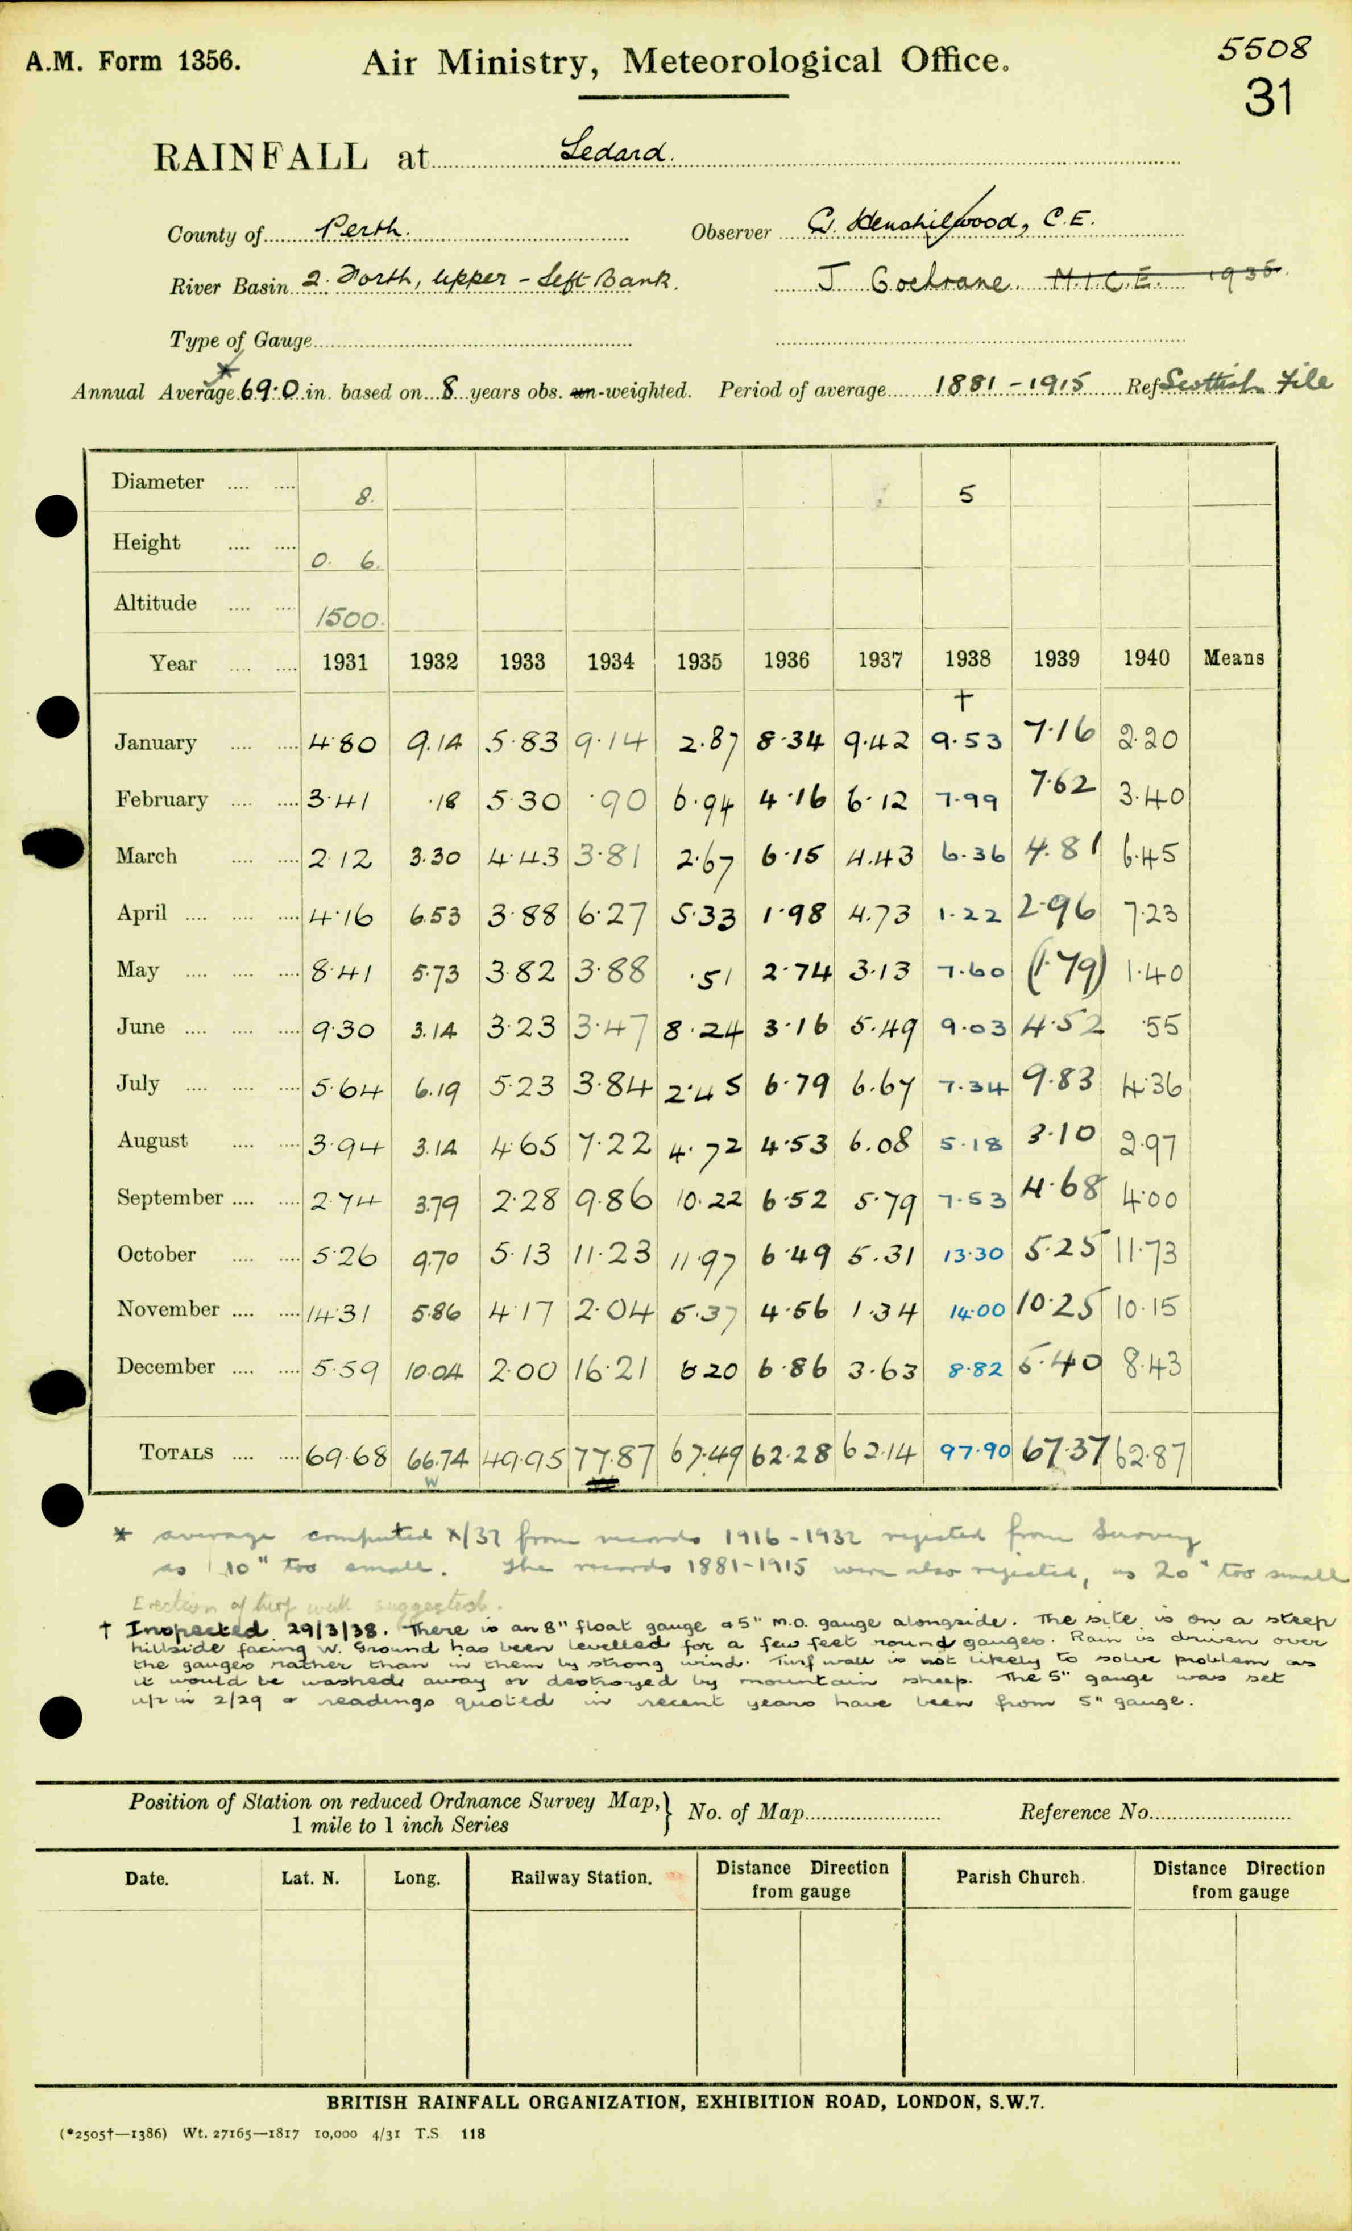 A.M. Form 1356. Air Ministry, Meteorological Office. 5508
31
RAINFALL at Ledard.
County of Perth. Observer G. Henshilwood, C.E.
River Basin 2. Forth, Upper - Left Bank. J Cochrane M.I.C.E. 1935.
Type of Gauge
Annual Average * 69.0 in. based on 8 years obs. un-weighted. Period of average 1881-1915 Ref Scottish File
Diameter 8. 5
Height 0. 6.
Altitude 1500.
Year 1931 1932 1933 1934 1935 1936 1937 1938 1939 1940 Means
†
January 4.80 9.14 5.83 9.14 2.87 8.34 9.42 9.53 7.16 2.20
February 3.41 .18 5.30 .90 6.94 4.16 6.12 7.99 7.62 3.40
March 2.12 3.30 4.43 3.81 2.67 6.15 4.43 6.36 4.81 6.45
April 4.16 6.53 3.88 6.27 5.33 1.98 4.73 1.22 2.96 7.23
May 8.41 5.73 3.82 3.88 .51 2.74 3.13 7.60 (1.79) 1.40
June 9.30 3.14 3.23 3.47 8.24 3.16 5.49 9.03 4.52 .55
July 5.64 6.19 5.23 3.84 2.45 6.79 6.67 7.34 9.83 4.36
August 3.94 3.14 4.65 7.22 4.72 4.53 6.08 5.18 3.10 2.97
September 2.74 3.79 2.28 9.86 10.22 6.52 5.79 7.53 4.68 4.00
October 5.26 9.70 5.13 11.23 11.97 6.49 5.31 13.30 5.25 11.73
November 14.31 5.86 4.17 2.04 5.37 4.56 1.34 14.00 10.25 10.15
December 5.59 10.04 2.00 16.21 6.20 6.86 3.63 8.82 5.40 8.43
TOTALS 69.68 66.74 49.95 77.87 67.49 62.28 62.14 97.90 67.37 62.87
W
* average computed X/37 from records 1916-1932 rejected from Survey
as 10" too small. The records 1881-1915 were also rejected, as 20" too small
Erection of turf wall suggested.
† Inspected 29/3/38. There is an 8" float gauge & 5" M.O. gauge alongside. The site is on a steep
hillside facing W. Ground has been levelled for a few feet round gauges. Rain is driven over
the gauges rather than in them by strong wind. Turf wall is not likely to solve problem as
it would be washed away or destroyed by mountain sheep. The 5" gauge was set
up in 2/29 & readings quoted in recent years have been from 5" gauge.
Position of Station on reduced Ordnance Survey Map, } No. of Map Reference No.
1 mile to 1 inch Series
Date. Lat. N. Long. Railway Station. Distance Direction from gauge Parish Church. Distance Direction from gauge
BRITISH RAINFALL ORGANIZATION, EXHIBITION ROAD, LONDON, S.W.7.
(*2505†—1386) Wt. 27165—1817 10,000 4/31 T.S 118